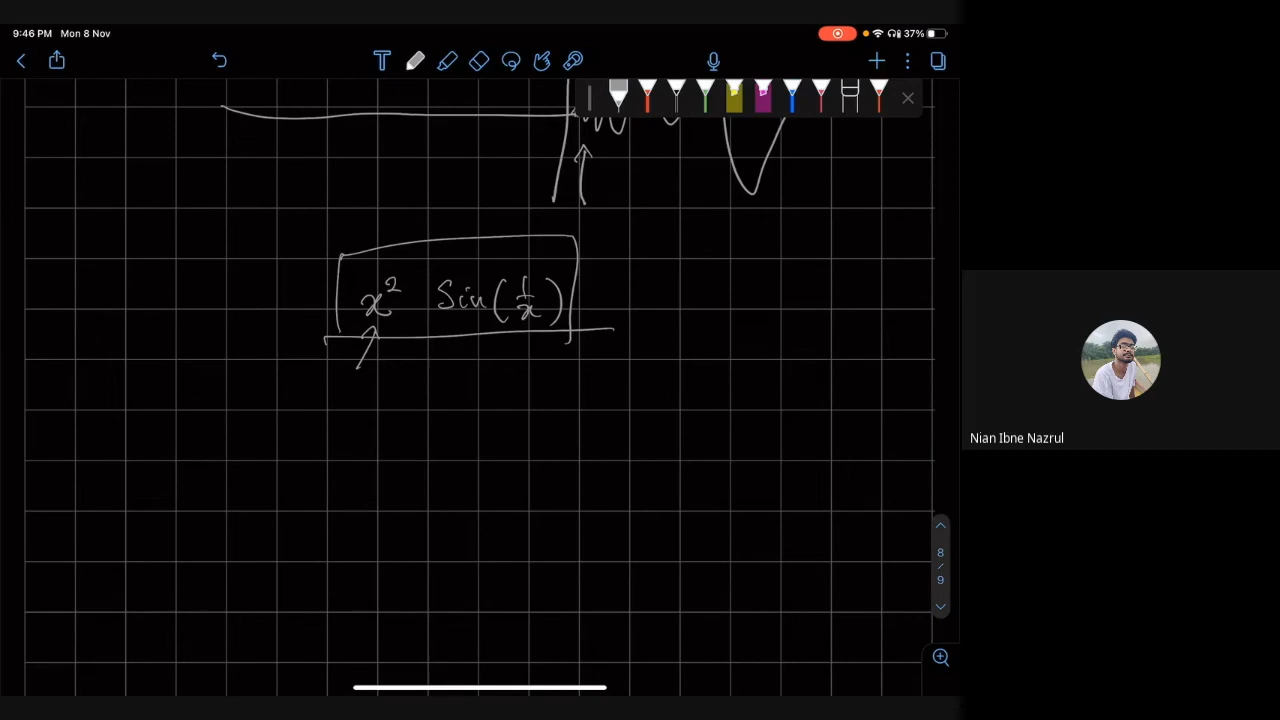 9:46 PM Mon 8 Nov
37%
T
x² Sin(1/x)
8
/
9
Nian Ibne Nazrul